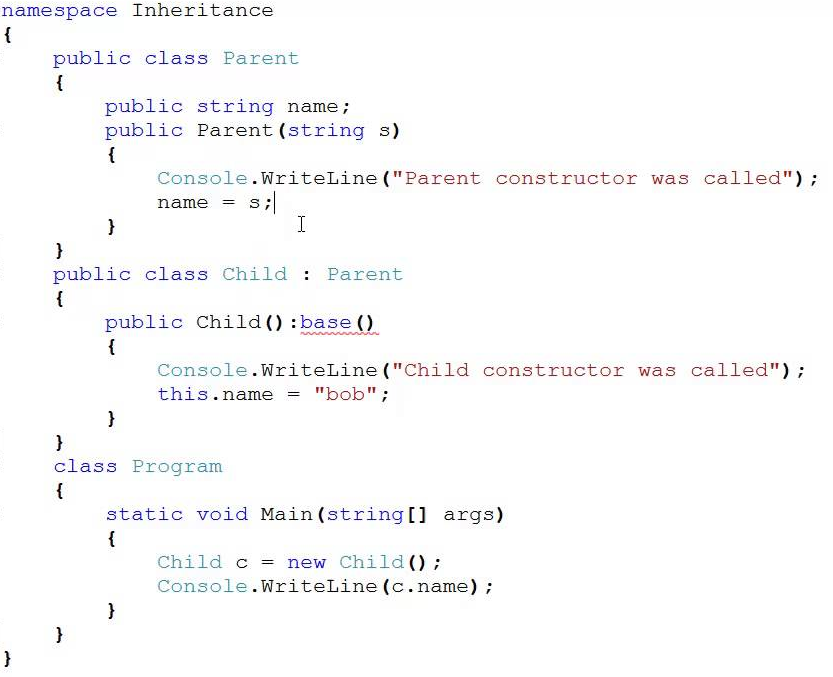 namespace Inheritance
{
    public class Parent
    {
        public string name;
        public Parent(string s)
        {
            Console.WriteLine("Parent constructor was called");
            name = s;
        }
    }
    public class Child : Parent
    {
        public Child():base()
        {
            Console.WriteLine("Child constructor was called");
            this.name = "bob";
        }
    }
    class Program
    {
        static void Main(string[] args)
        {
            Child c = new Child();
            Console.WriteLine(c.name);
        }
    }
}